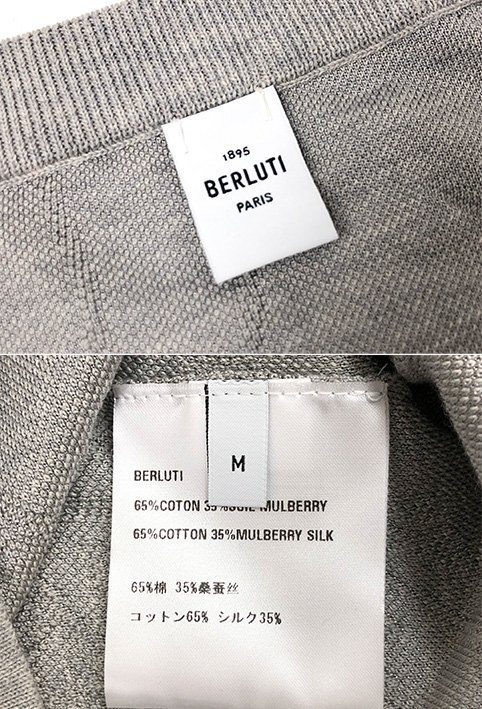 1895
BERLUTI
PARIS
M
BERLUTI
65%COTON 35% MULBERRY
65%COTTON 35%MULBERRY SILK
65%棉 35%桑蚕丝
コットン65% シルク35%